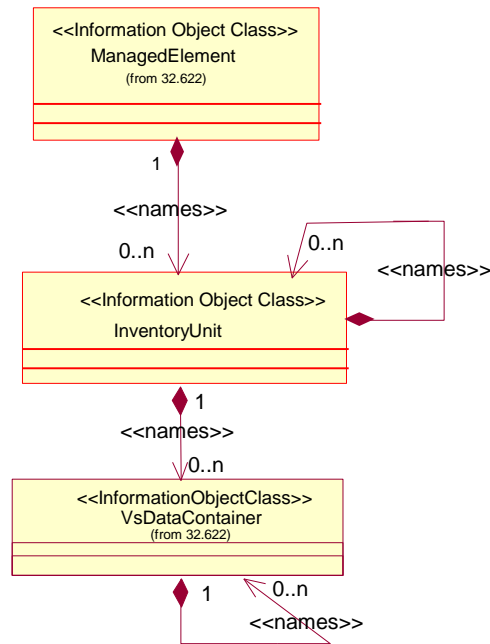 <<Information Object Class>>
ManagedElement
(from 32.622)
1
<<names>>
0..n
0..n
<<names>>
<<Information Object Class>>
InventoryUnit
1
<<names>>
0..n
<<InformationObjectClass>>
VsDataContainer
(from 32.622)
1
0..n
<<names>>